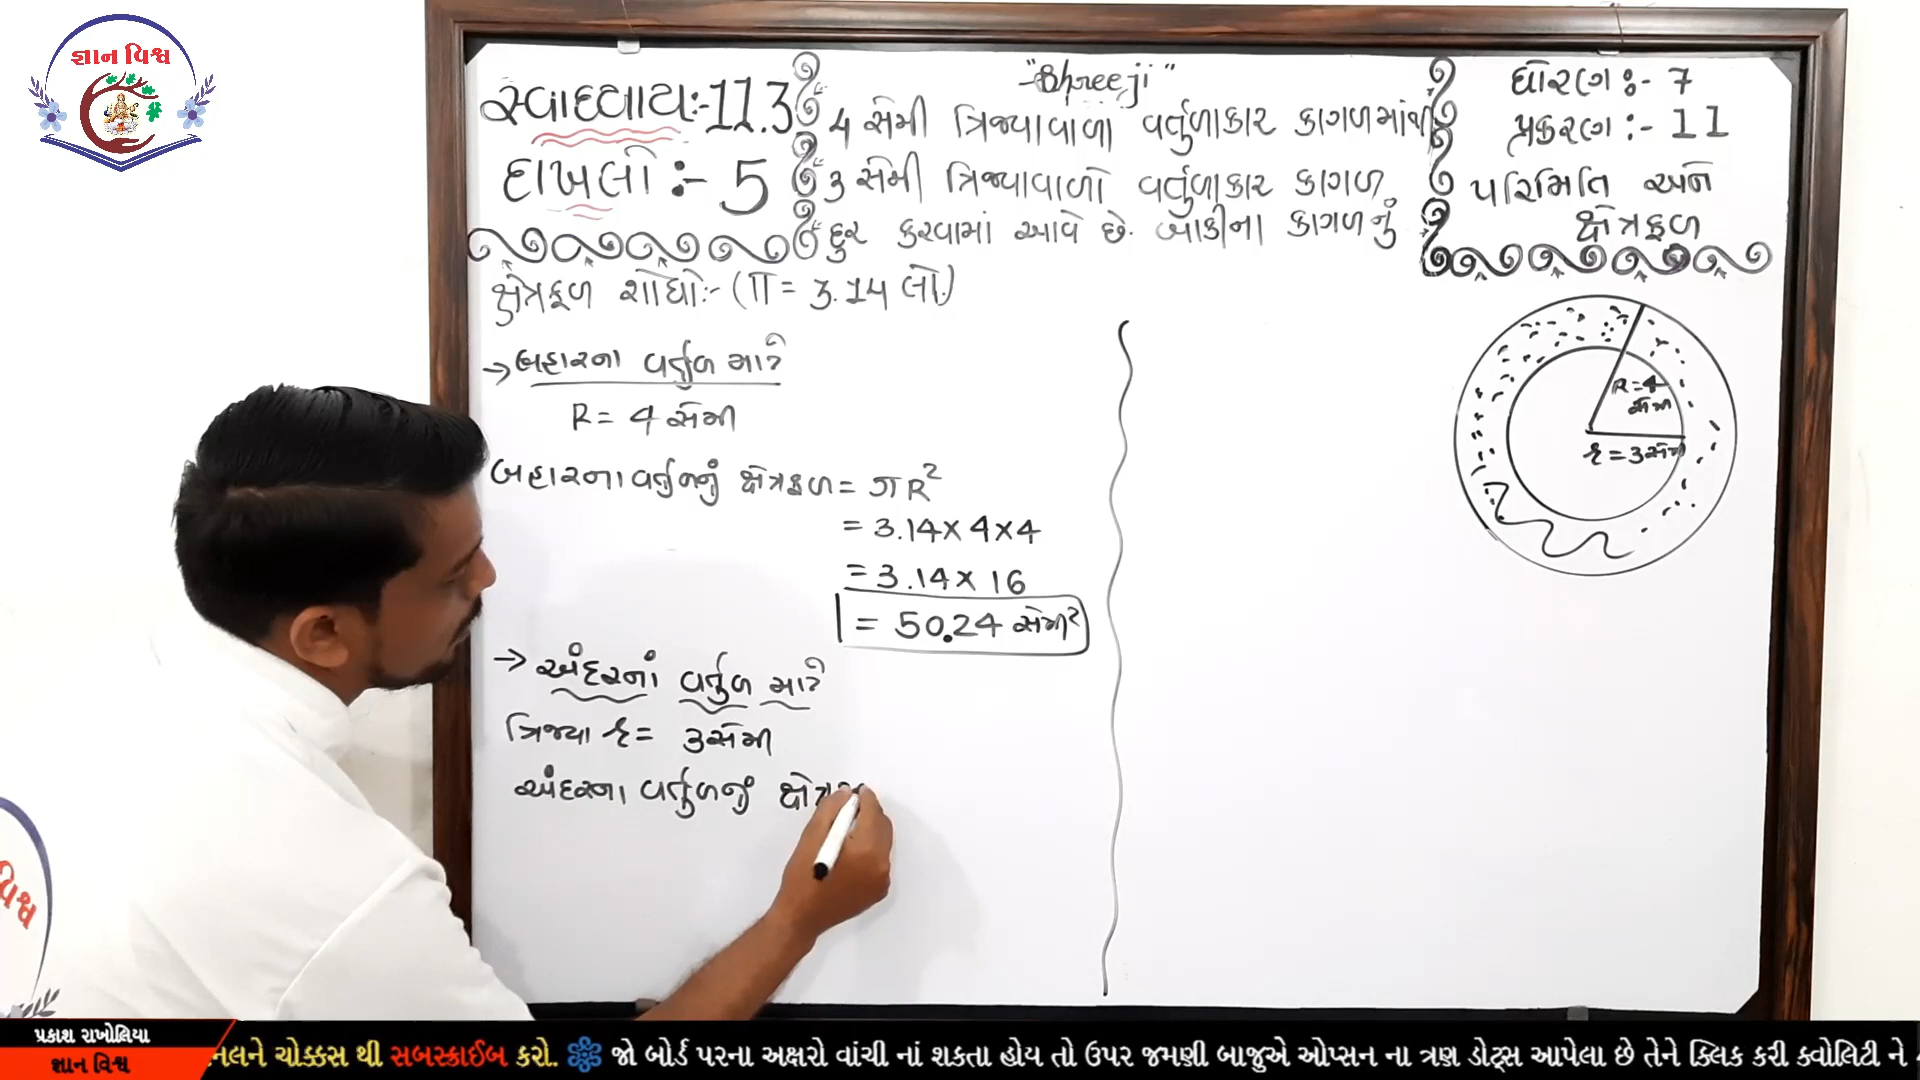 જ્ઞાન વિશ્વ
"Shreeji"
સ્વાધ્યાય:-11.3
દાખલો :- 5
4 સેમી ત્રિજ્યાવાળા વર્તુળાકાર કાગળમાંથી
3 સેમી ત્રિજ્યાવાળો વર્તુળાકાર કાગળ
દુર કરવામાં આવે છે. બાકીના કાગળનું
ક્ષેત્રફળ શોધો:- (π = 3.14 લો.)
ધોરણ :- 7
પ્રકરણ :- 11
પરિમિતિ અને
ક્ષેત્રફળ
→ બહારના વર્તુળ માટે
R = 4 સેમી
બહારના વર્તુળનું ક્ષેત્રફળ = πR²
= 3.14 × 4 × 4
= 3.14 × 16
= 50.24 સેમી²
→ અંદરનાં વર્તુળ માટે
ત્રિજ્યા r = 3 સેમી
અંદરના વર્તુળનું
R = 4
સેમી
r = 3 સેમી
વિશ્વ
પ્રકાશ રાખોલિયા
જ્ઞાન વિશ્વ
નલને ચોક્કસ થી સબસ્ક્રાઈબ કરો. જો બોર્ડ પરના અક્ષરો વાંચી નાં શકતા હોય તો ઉપર જમણી બાજુએ ઓપ્સન ના ત્રણ ડોટ્સ આપેલા છે તેને ક્લિક કરી ક્વોલિટી ને